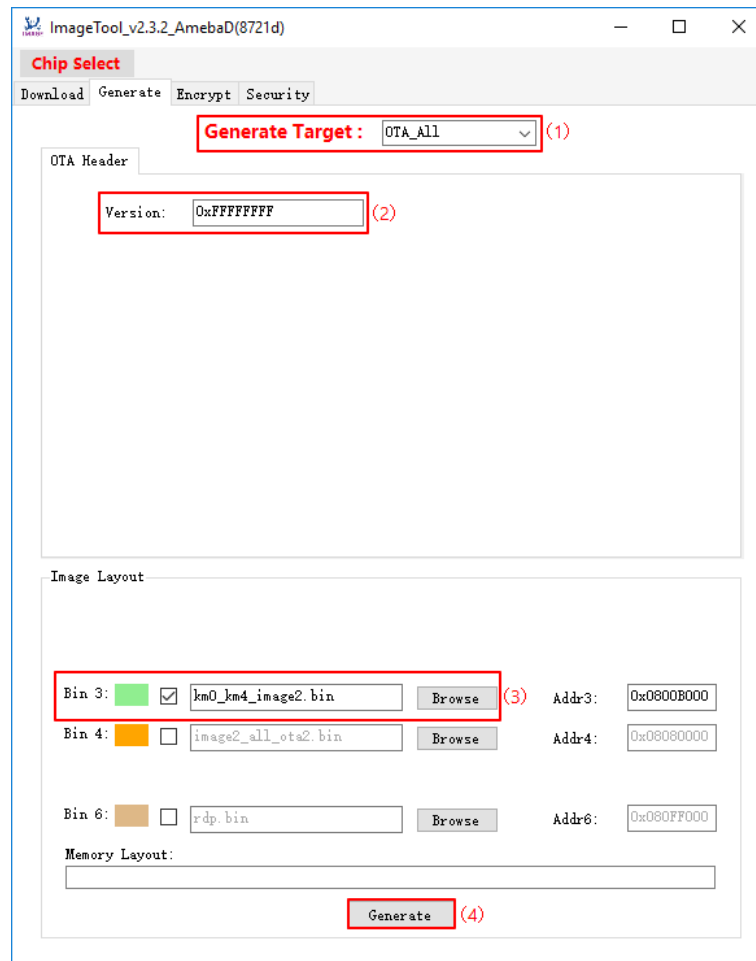 ImageTool_v2.3.2_AmebaD(8721d)
Chip Select
Download Generate Encrypt Security
Generate Target : OTA_All (1)
OTA Header
Version: 0xFFFFFFFF (2)
Image Layout
Bin 3: km0_km4_image2.bin Browse (3) Addr3: 0x0800B000
Bin 4: image2_all_ota2.bin Browse Addr4: 0x08080000
Bin 6: rdp.bin Browse Addr6: 0x080FF000
Memory Layout:
Generate (4)